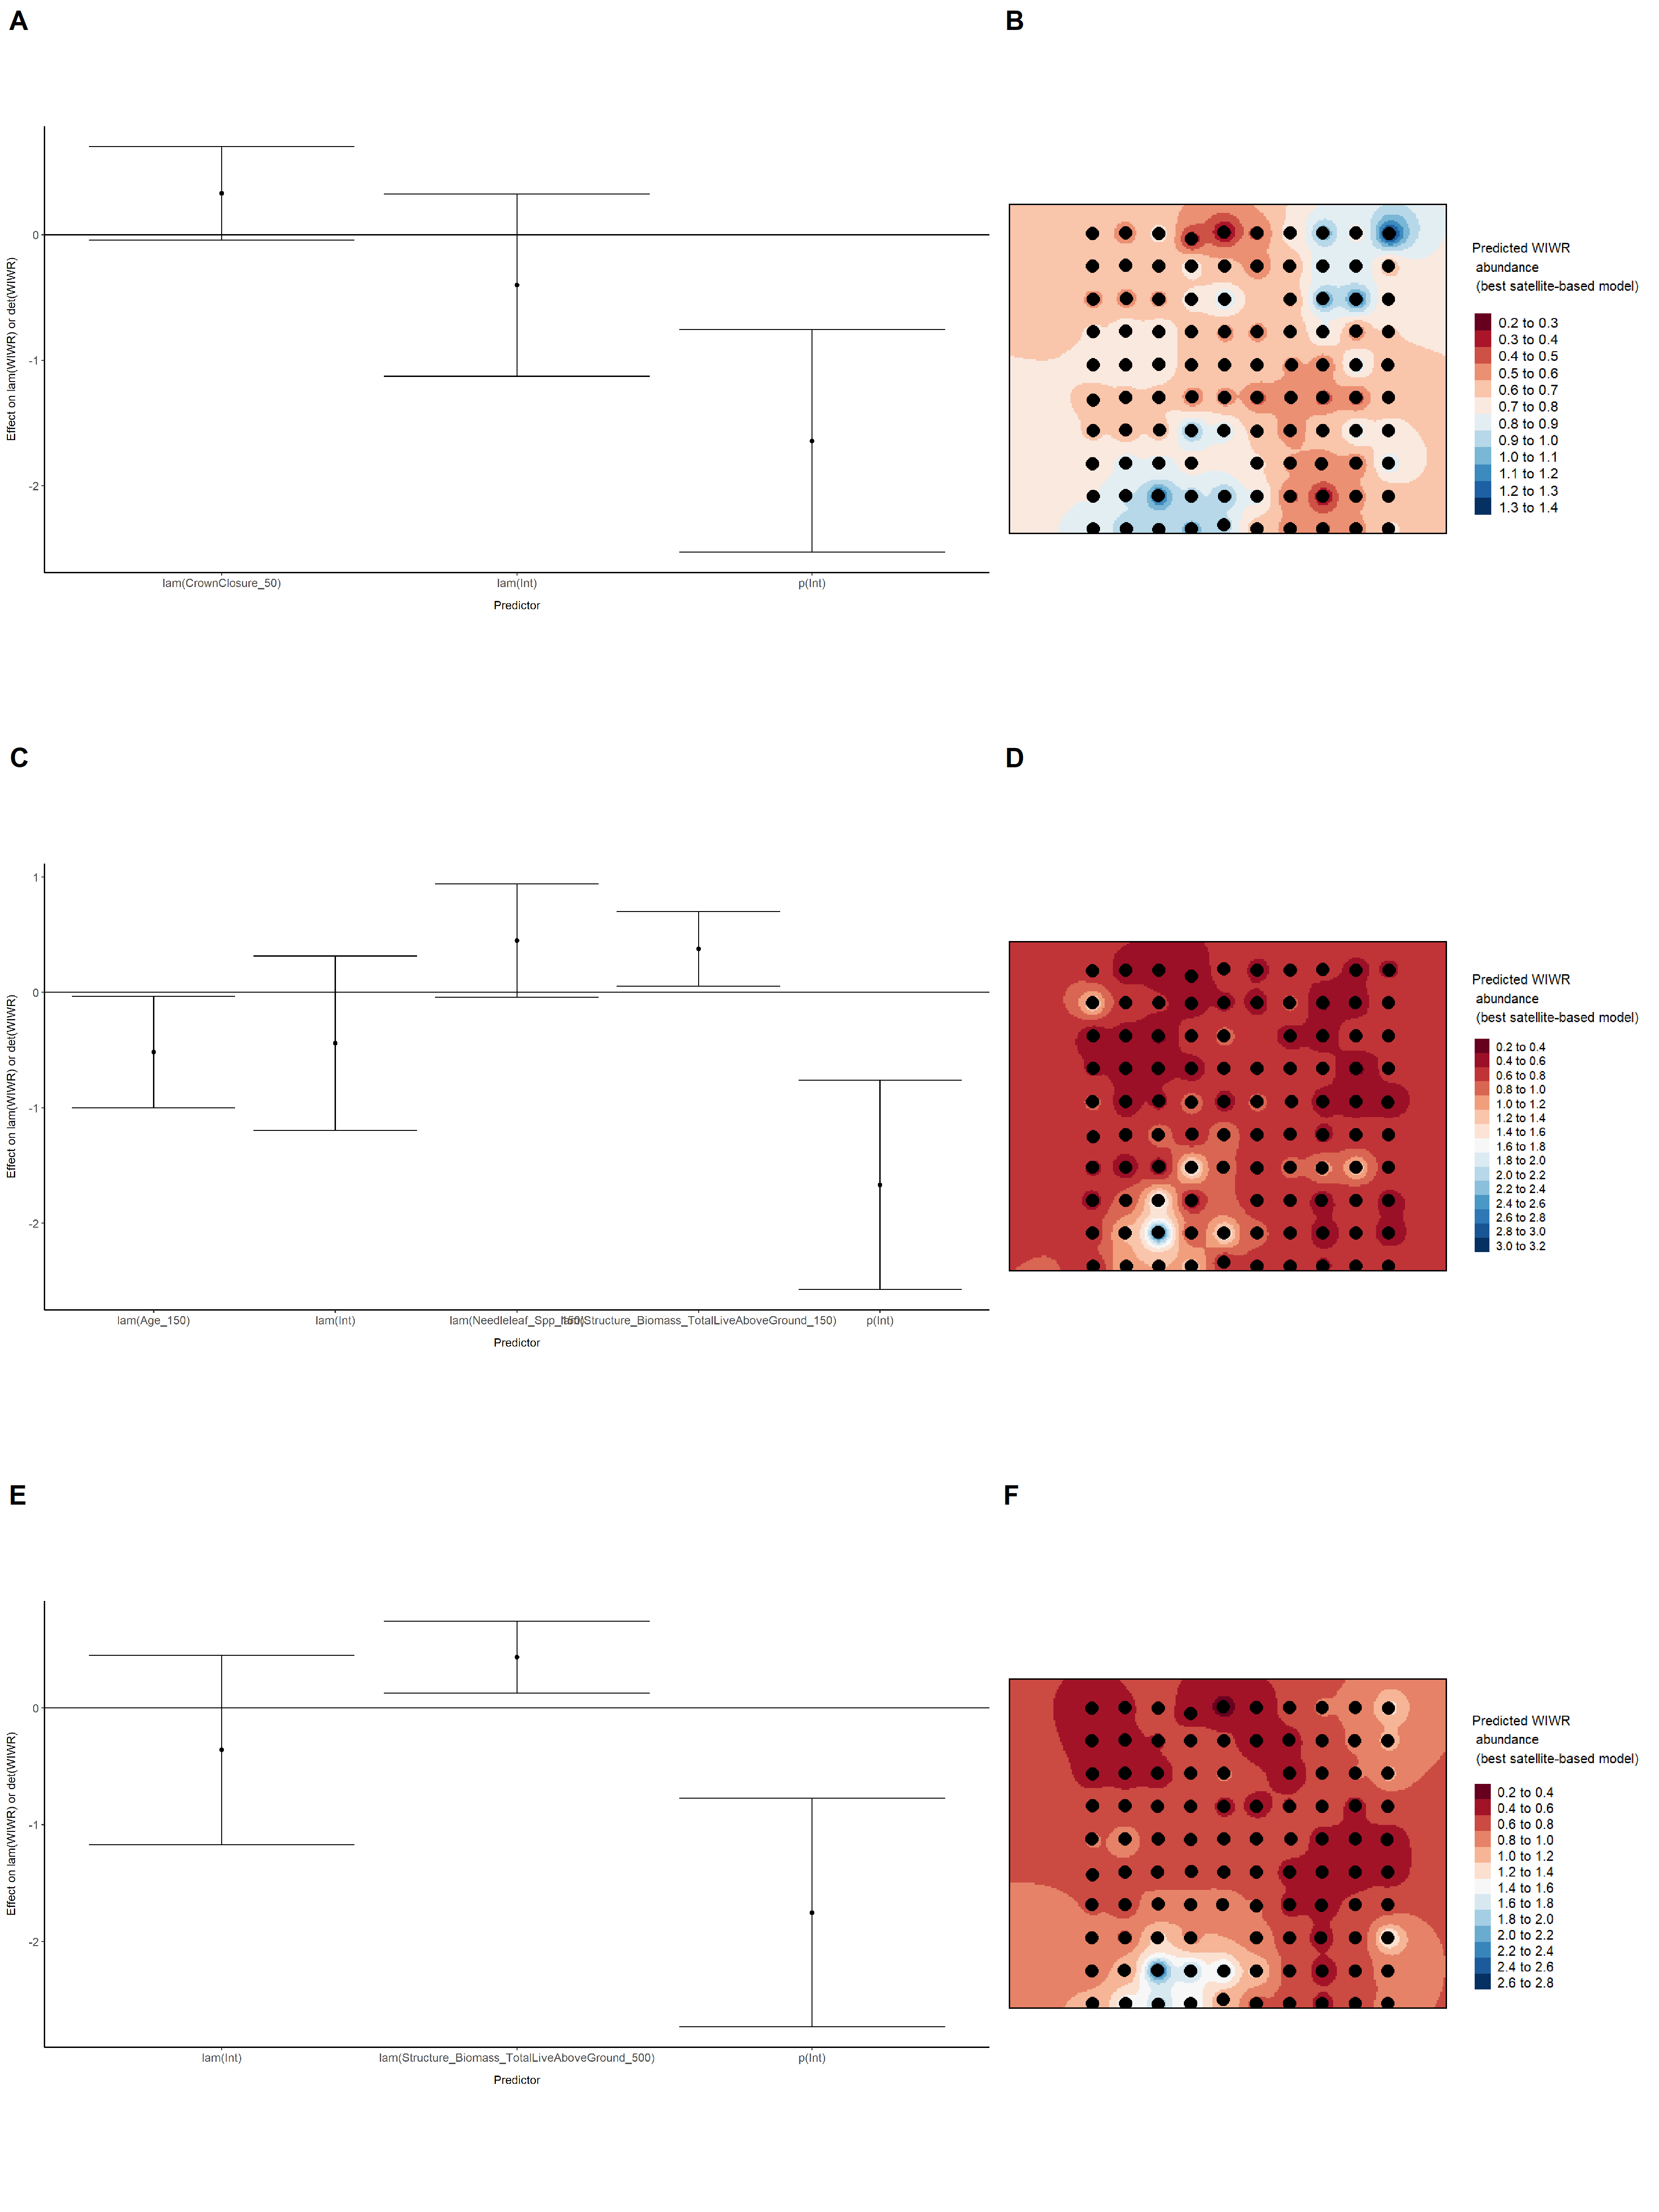 A
B
Effect on lam(WIWR) or det(WIWR)
0
-1
-2
lam(CrownClosure_50)
lam(Int)
p(Int)
Predictor
Predicted WIWR
abundance
(best satellite-based model)
0.2 to 0.3
0.3 to 0.4
0.4 to 0.5
0.5 to 0.6
0.6 to 0.7
0.7 to 0.8
0.8 to 0.9
0.9 to 1.0
1.0 to 1.1
1.1 to 1.2
1.2 to 1.3
1.3 to 1.4
C
D
Effect on lam(WIWR) or det(WIWR)
1
0
-1
-2
lam(Age_150)
lam(Int)
lam(Needleleaf_Spp_150)
lam(Structure_Biomass_TotalLiveAboveGround_150)
p(Int)
Predictor
Predicted WIWR
abundance
(best satellite-based model)
0.2 to 0.4
0.4 to 0.6
0.6 to 0.8
0.8 to 1.0
1.0 to 1.2
1.2 to 1.4
1.4 to 1.6
1.6 to 1.8
1.8 to 2.0
2.0 to 2.2
2.2 to 2.4
2.4 to 2.6
2.6 to 2.8
2.8 to 3.0
3.0 to 3.2
E
F
Effect on lam(WIWR) or det(WIWR)
0
-1
-2
lam(Int)
lam(Structure_Biomass_TotalLiveAboveGround_500)
p(Int)
Predictor
Predicted WIWR
abundance
(best satellite-based model)
0.2 to 0.4
0.4 to 0.6
0.6 to 0.8
0.8 to 1.0
1.0 to 1.2
1.2 to 1.4
1.4 to 1.6
1.6 to 1.8
1.8 to 2.0
2.0 to 2.2
2.2 to 2.4
2.4 to 2.6
2.6 to 2.8